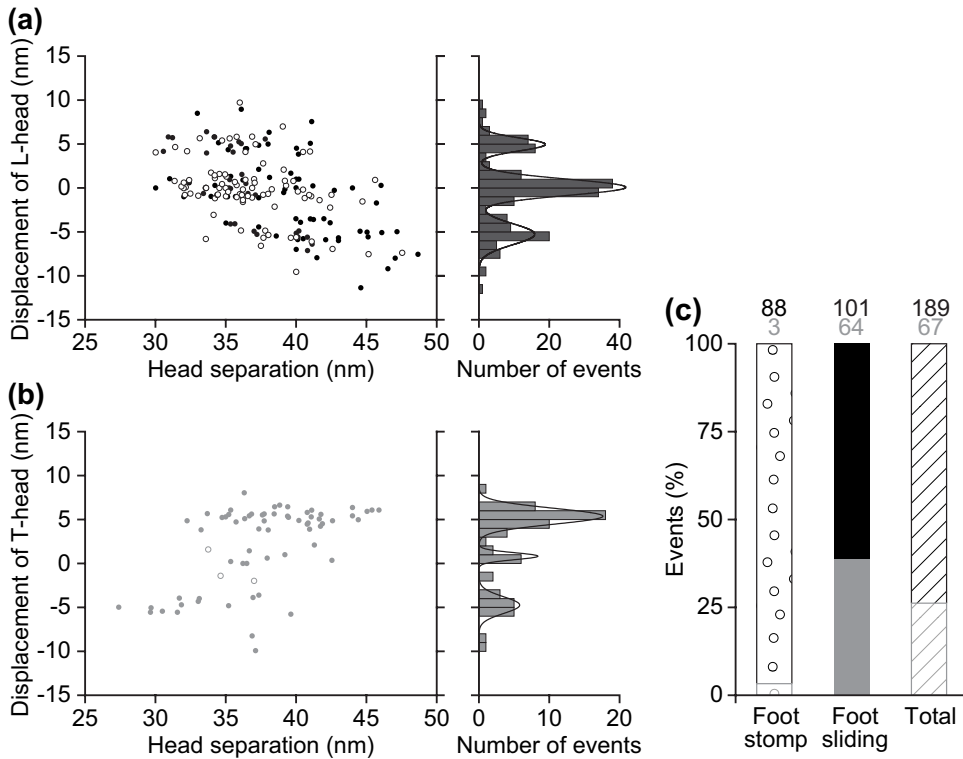 (a)
Displacement of L-head (nm)
15
10
5
0
-5
-10
-15
25 30 35 40 45 50
Head separation (nm)
0 20 40
Number of events
(b)
Displacement of T-head (nm)
15
10
5
0
-5
-10
-15
25 30 35 40 45 50
Head separation (nm)
0 10 20
Number of events
(c)
88 101 189
3 64 67
Events (%)
100
75
50
25
0
Foot stomp
Foot sliding
Total